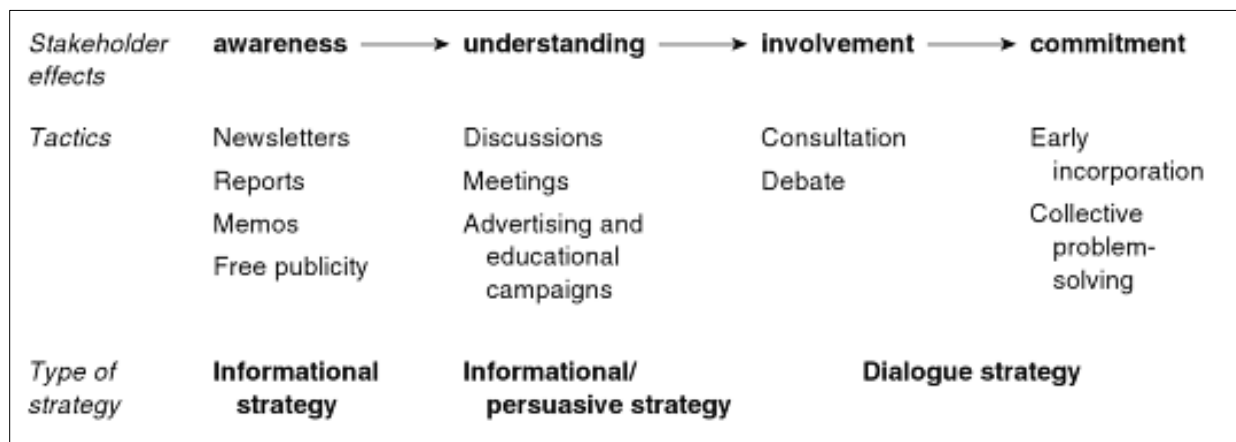 Stakeholder effects awareness understanding involvement commitment
Tactics Newsletters Discussions Consultation Early incorporation
Reports Meetings Debate Collective problem-solving
Memos Advertising and educational campaigns
Free publicity
Type of strategy Informational strategy Informational/ persuasive strategy Dialogue strategy